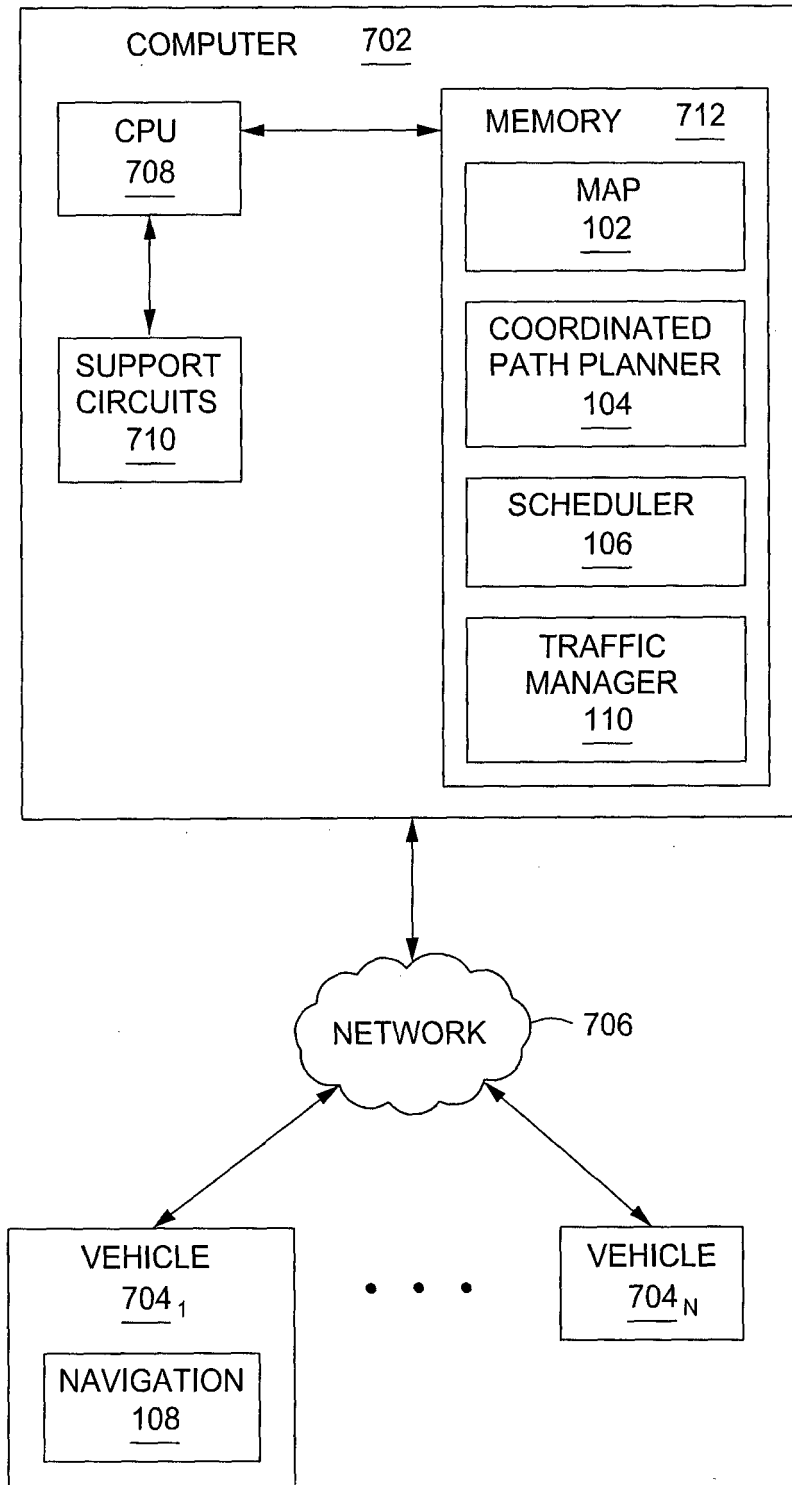 COMPUTER 702
CPU
708
MEMORY 712
MAP
102
SUPPORT
CIRCUITS
710
COORDINATED
PATH PLANNER
104
SCHEDULER
106
TRAFFIC
MANAGER
110
NETWORK
706
VEHICLE
704 1
NAVIGATION
108
VEHICLE
704 N